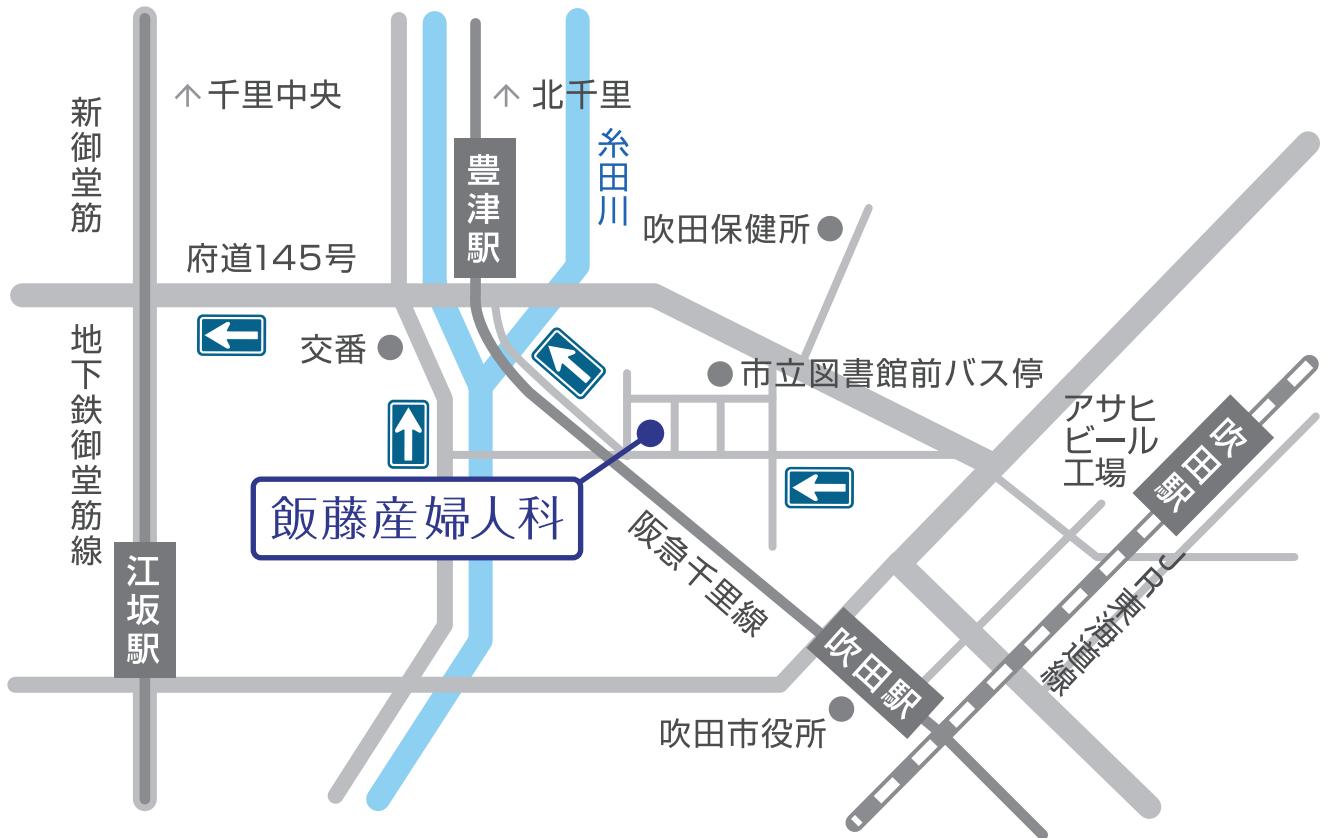 千里中央
北千里
新御堂筋
糸田川
豊津駅
吹田保健所
府道145号
地下鉄御堂筋線
交番
市立図書館前バス停
アサヒ
ビール
工場
吹田駅
飯藤産婦人科
阪急千里線
江坂駅
JR東海道線
吹田駅
吹田市役所